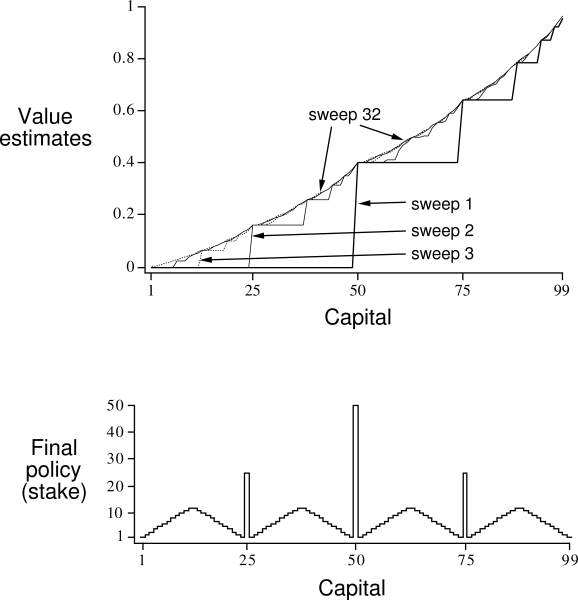 1
0.8
0.6
0.4
0.2
0
Value
estimates
sweep 32
sweep 1
sweep 2
sweep 3
1 25 50 75 99
Capital
50
40
30
20
10
1
Final
policy
(stake)
1 25 50 75 99
Capital